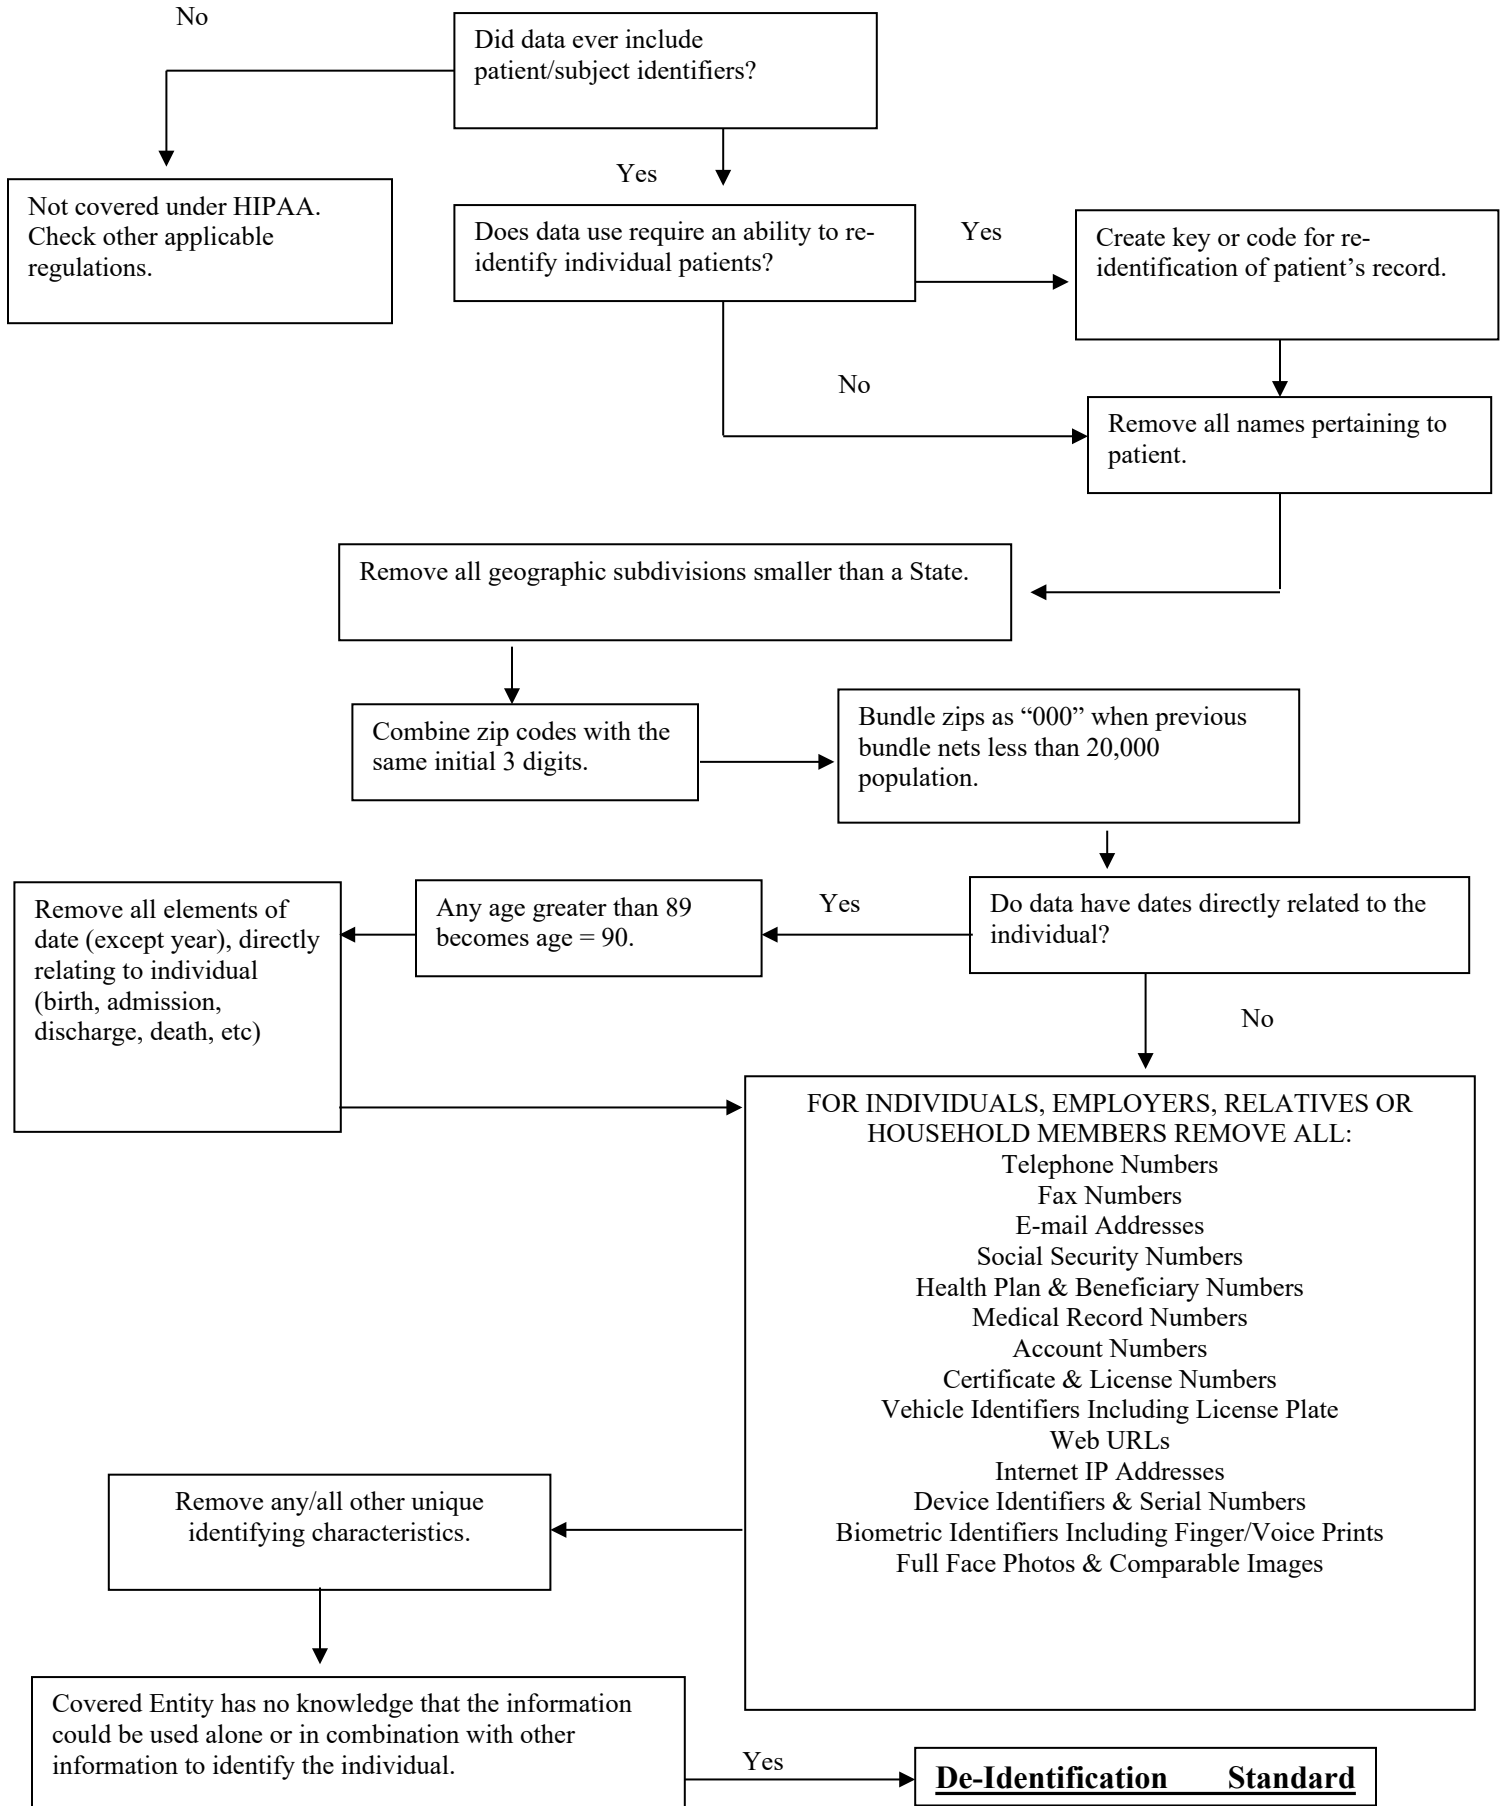 No
Did data ever include
patient/subject identifiers?
Yes
Not covered under HIPAA.
Check other applicable
regulations.
Does data use require an ability to re-
identify individual patients?
Yes
Create key or code for re-
identification of patient’s record.
No
Remove all names pertaining to
patient.
Remove all geographic subdivisions smaller than a State.
Combine zip codes with the
same initial 3 digits.
Bundle zips as “000” when previous
bundle nets less than 20,000
population.
Do data have dates directly related to the
individual?
Yes
Any age greater than 89
becomes age = 90.
Remove all elements of
date (except year), directly
relating to individual
(birth, admission,
discharge, death, etc)
No
FOR INDIVIDUALS, EMPLOYERS, RELATIVES OR
HOUSEHOLD MEMBERS REMOVE ALL:
Telephone Numbers
Fax Numbers
E-mail Addresses
Social Security Numbers
Health Plan & Beneficiary Numbers
Medical Record Numbers
Account Numbers
Certificate & License Numbers
Vehicle Identifiers Including License Plate
Web URLs
Internet IP Addresses
Device Identifiers & Serial Numbers
Biometric Identifiers Including Finger/Voice Prints
Full Face Photos & Comparable Images
Remove any/all other unique
identifying characteristics.
Covered Entity has no knowledge that the information
could be used alone or in combination with other
information to identify the individual.
Yes
De-Identification Standard